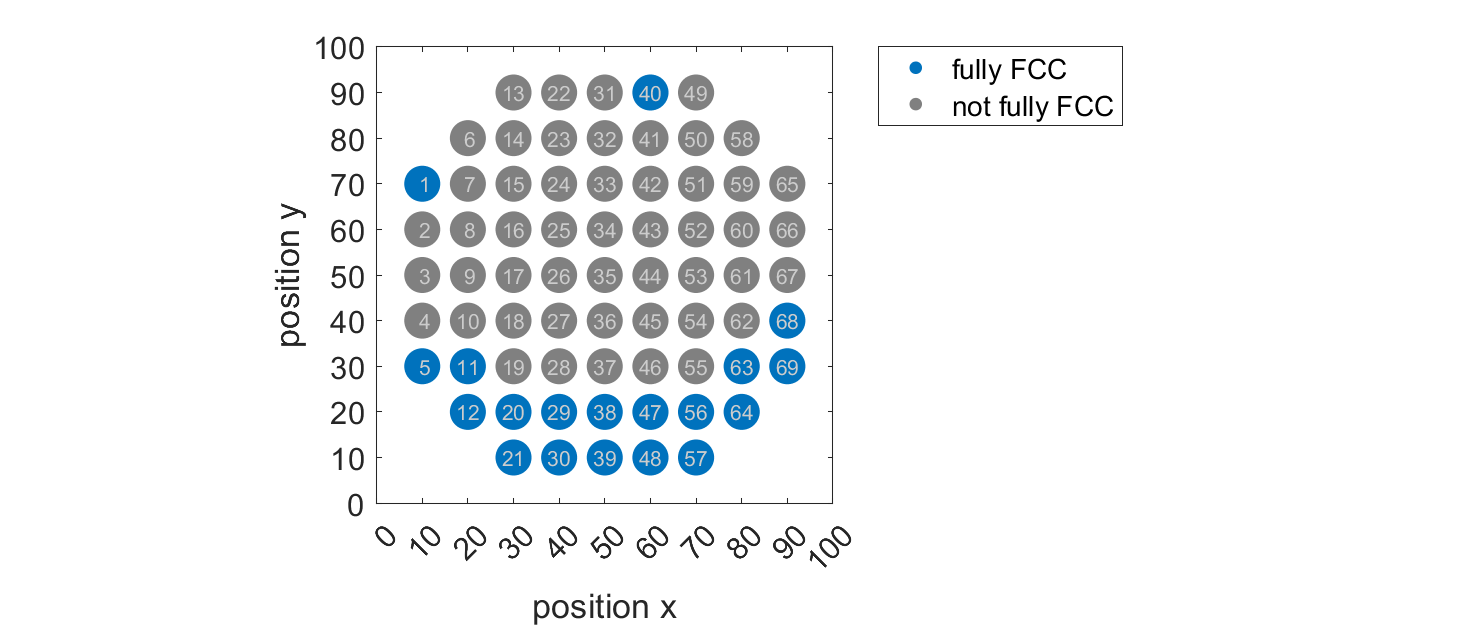 100
90
80
70
60
50
40
30
20
10
0
position y
13 22 31 40 49
6 14 23 32 41 50 58
1 7 15 24 33 42 51 59 65
2 8 16 25 34 43 52 60 66
3 9 17 26 35 44 53 61 67
4 10 18 27 36 45 54 62 68
5 11 19 28 37 46 55 63 69
12 20 29 38 47 56 64
21 30 39 48 57
0 10 20 30 40 50 60 70 80 90 100
position x
fully FCC
not fully FCC